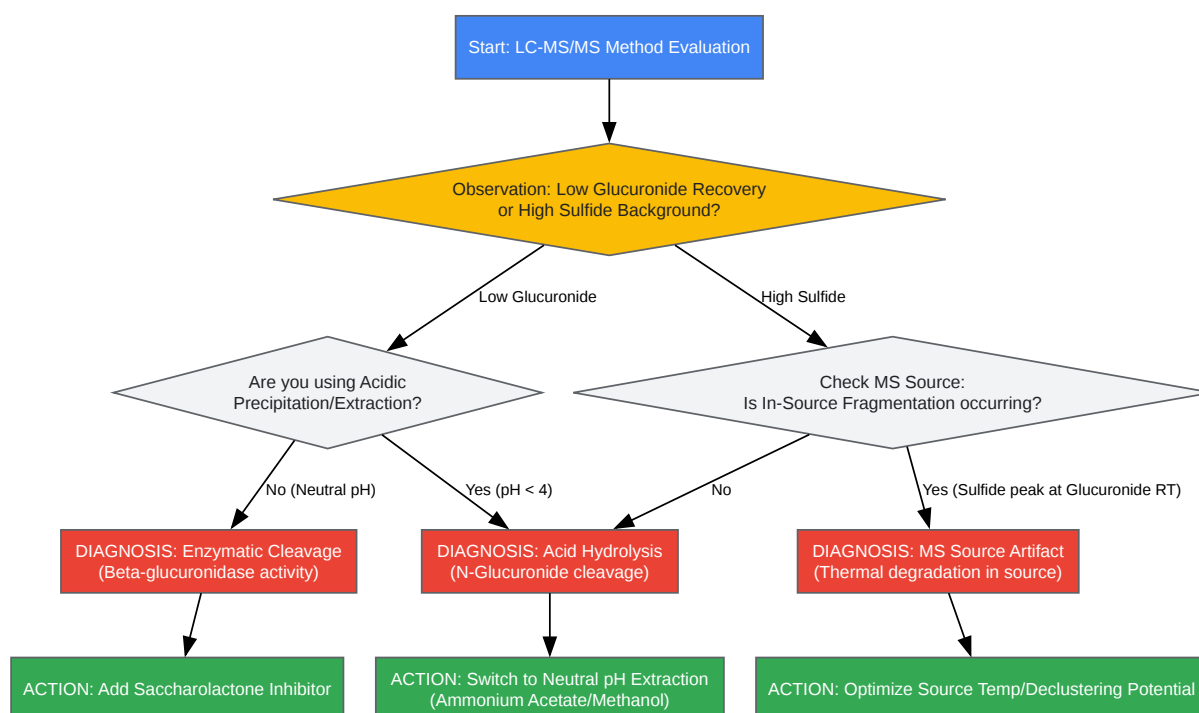 Start: LC-MS/MS Method Evaluation
Observation: Low Glucuronide Recovery
or High Sulfide Background?
Low Glucuronide
High Sulfide
Are you using Acidic
Precipitation/Extraction?
Check MS Source:
Is In-Source Fragmentation occurring?
No (Neutral pH)
Yes (pH < 4)
No
Yes (Sulfide peak at Glucuronide RT)
DIAGNOSIS: Enzymatic Cleavage
(Beta-glucuronidase activity)
DIAGNOSIS: Acid Hydrolysis
(N-Glucuronide cleavage)
DIAGNOSIS: MS Source Artifact
(Thermal degradation in source)
ACTION: Add Saccharolactone Inhibitor
ACTION: Switch to Neutral pH Extraction
(Ammonium Acetate/Methanol)
ACTION: Optimize Source Temp/Declustering Potential